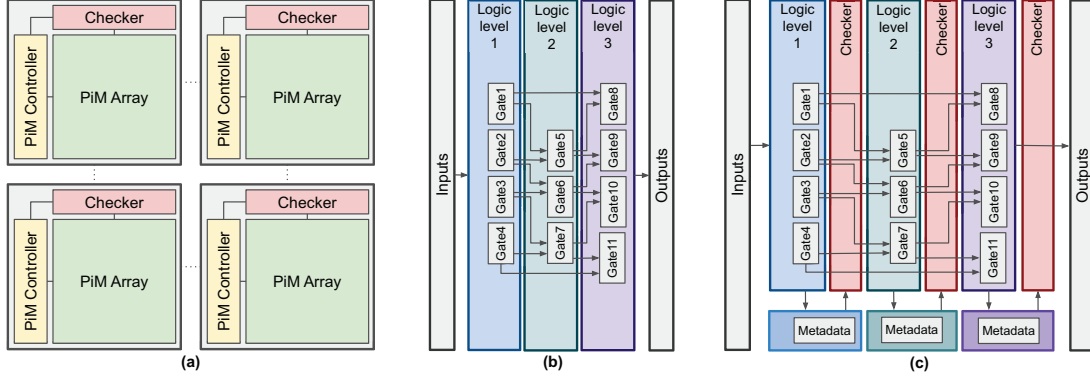 Checker
PiM Controller
PiM Array
Checker
PiM Controller
PiM Array
Checker
PiM Controller
PiM Array
Checker
PiM Controller
PiM Array
(a)
Inputs
Logic
level
1
Logic
level
2
Logic
level
3
Gate1
Gate2
Gate3
Gate4
Gate5
Gate6
Gate7
Gate8
Gate9
Gate10
Gate11
Outputs
(b)
Inputs
Logic
level
1
Checker
Logic
level
2
Checker
Logic
level
3
Checker
Gate1
Gate2
Gate3
Gate4
Gate5
Gate6
Gate7
Gate8
Gate9
Gate10
Gate11
Metadata
Metadata
Metadata
Outputs
(c)